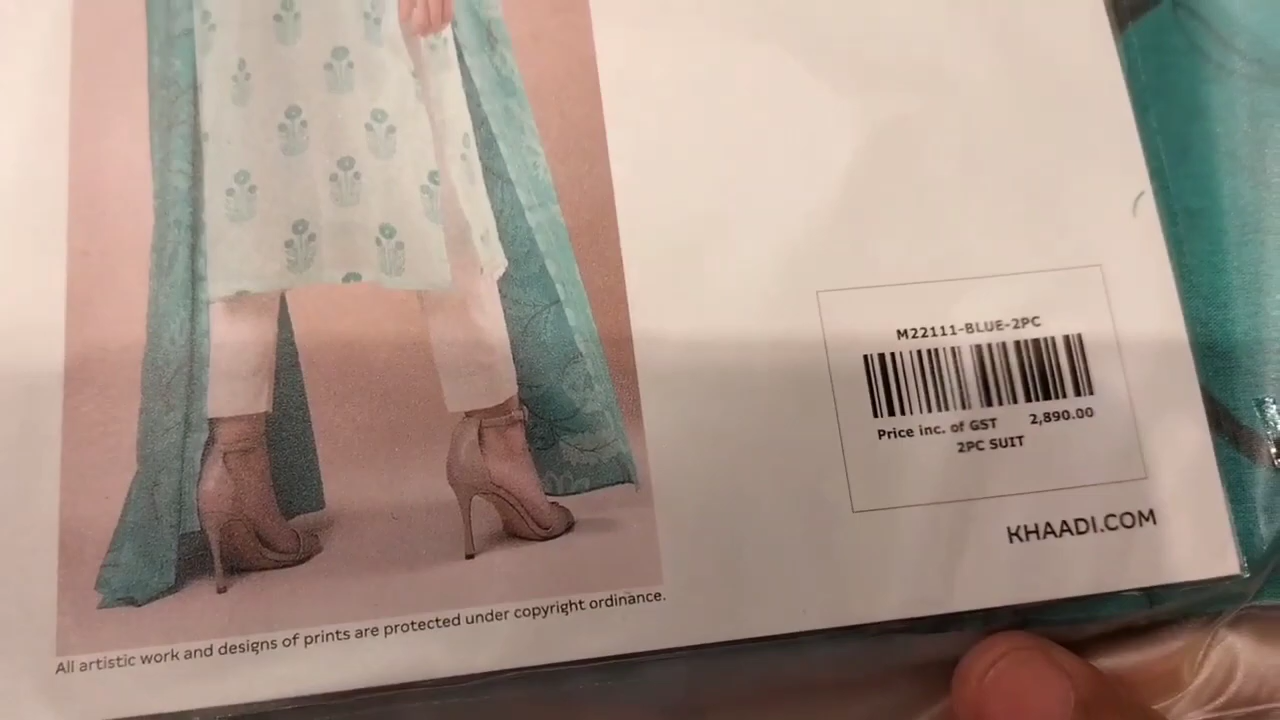 M22111-BLUE-2PC
Price inc. of GST 2,890.00
2PC SUIT
KHAADI.COM
All artistic work and designs of prints are protected under copyright ordinance.